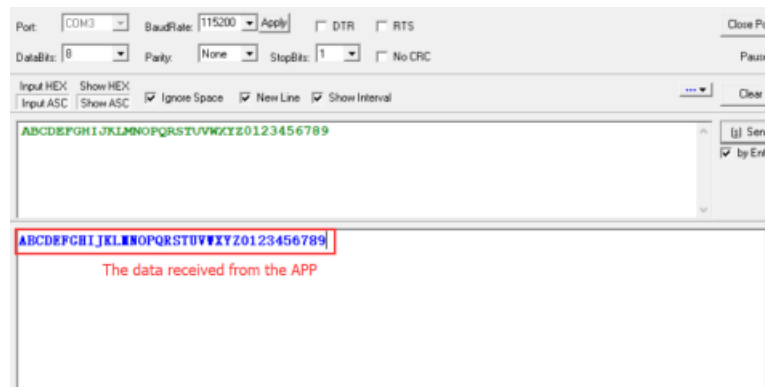 Port: COM3 BaudRate: 115200 Apply DTR RTS Close Po
DataBits: 8 Parity: None StopBits: 1 No CRC Pause
Input HEX Show HEX
Input ASC Show ASC Ignore Space New Line Show Interval ... Clear
ABCDEFGHIJKLMNOPQRSTUVWXYZ0123456789 Sen
by Ent
ABCDEFGHIJKLMNOPQRSTUVWXYZ0123456789
The data received from the APP